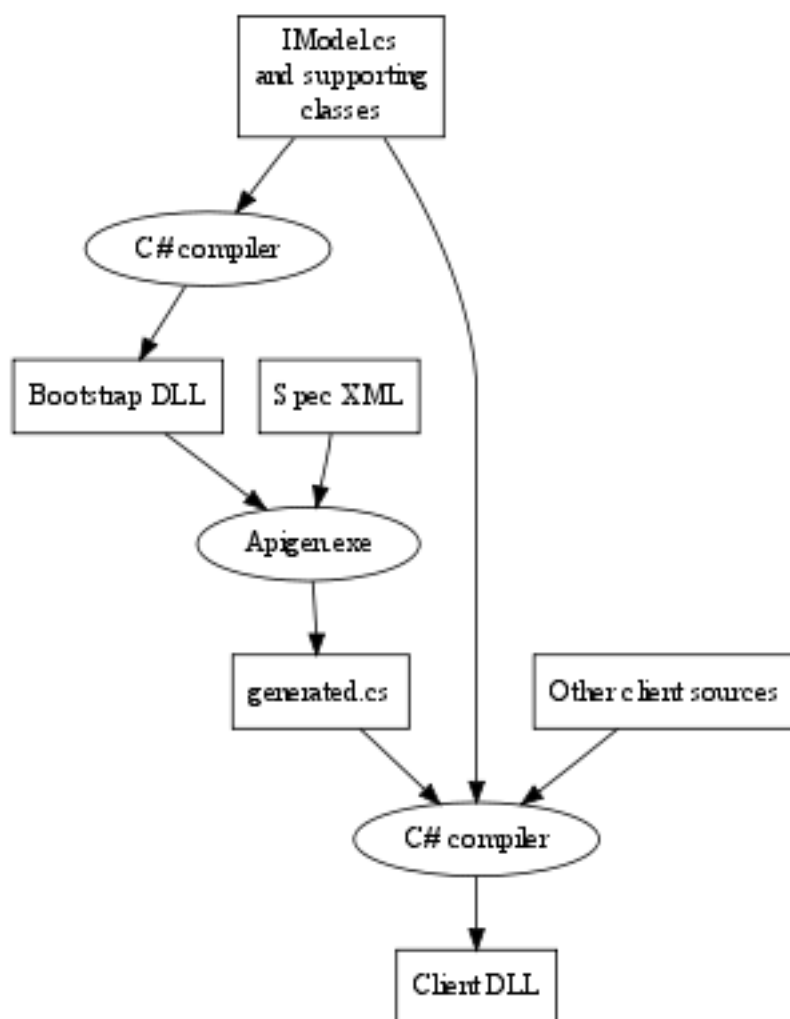 IModel.cs
and supporting
classes
C# compiler
Bootstrap DLL
Spec XML
Apigen.exe
generated.cs
Other client sources
C# compiler
Client DLL